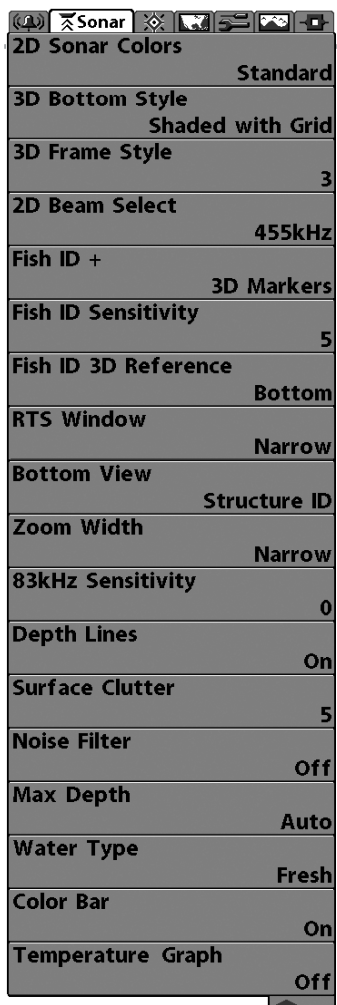 Sonar
2D Sonar Colors
Standard
3D Bottom Style
Shaded with Grid
3D Frame Style
3
2D Beam Select
455kHz
Fish ID +
3D Markers
Fish ID Sensitivity
5
Fish ID 3D Reference
Bottom
RTS Window
Narrow
Bottom View
Structure ID
Zoom Width
Narrow
83kHz Sensitivity
0
Depth Lines
On
Surface Clutter
5
Noise Filter
Off
Max Depth
Auto
Water Type
Fresh
Color Bar
On
Temperature Graph
Off